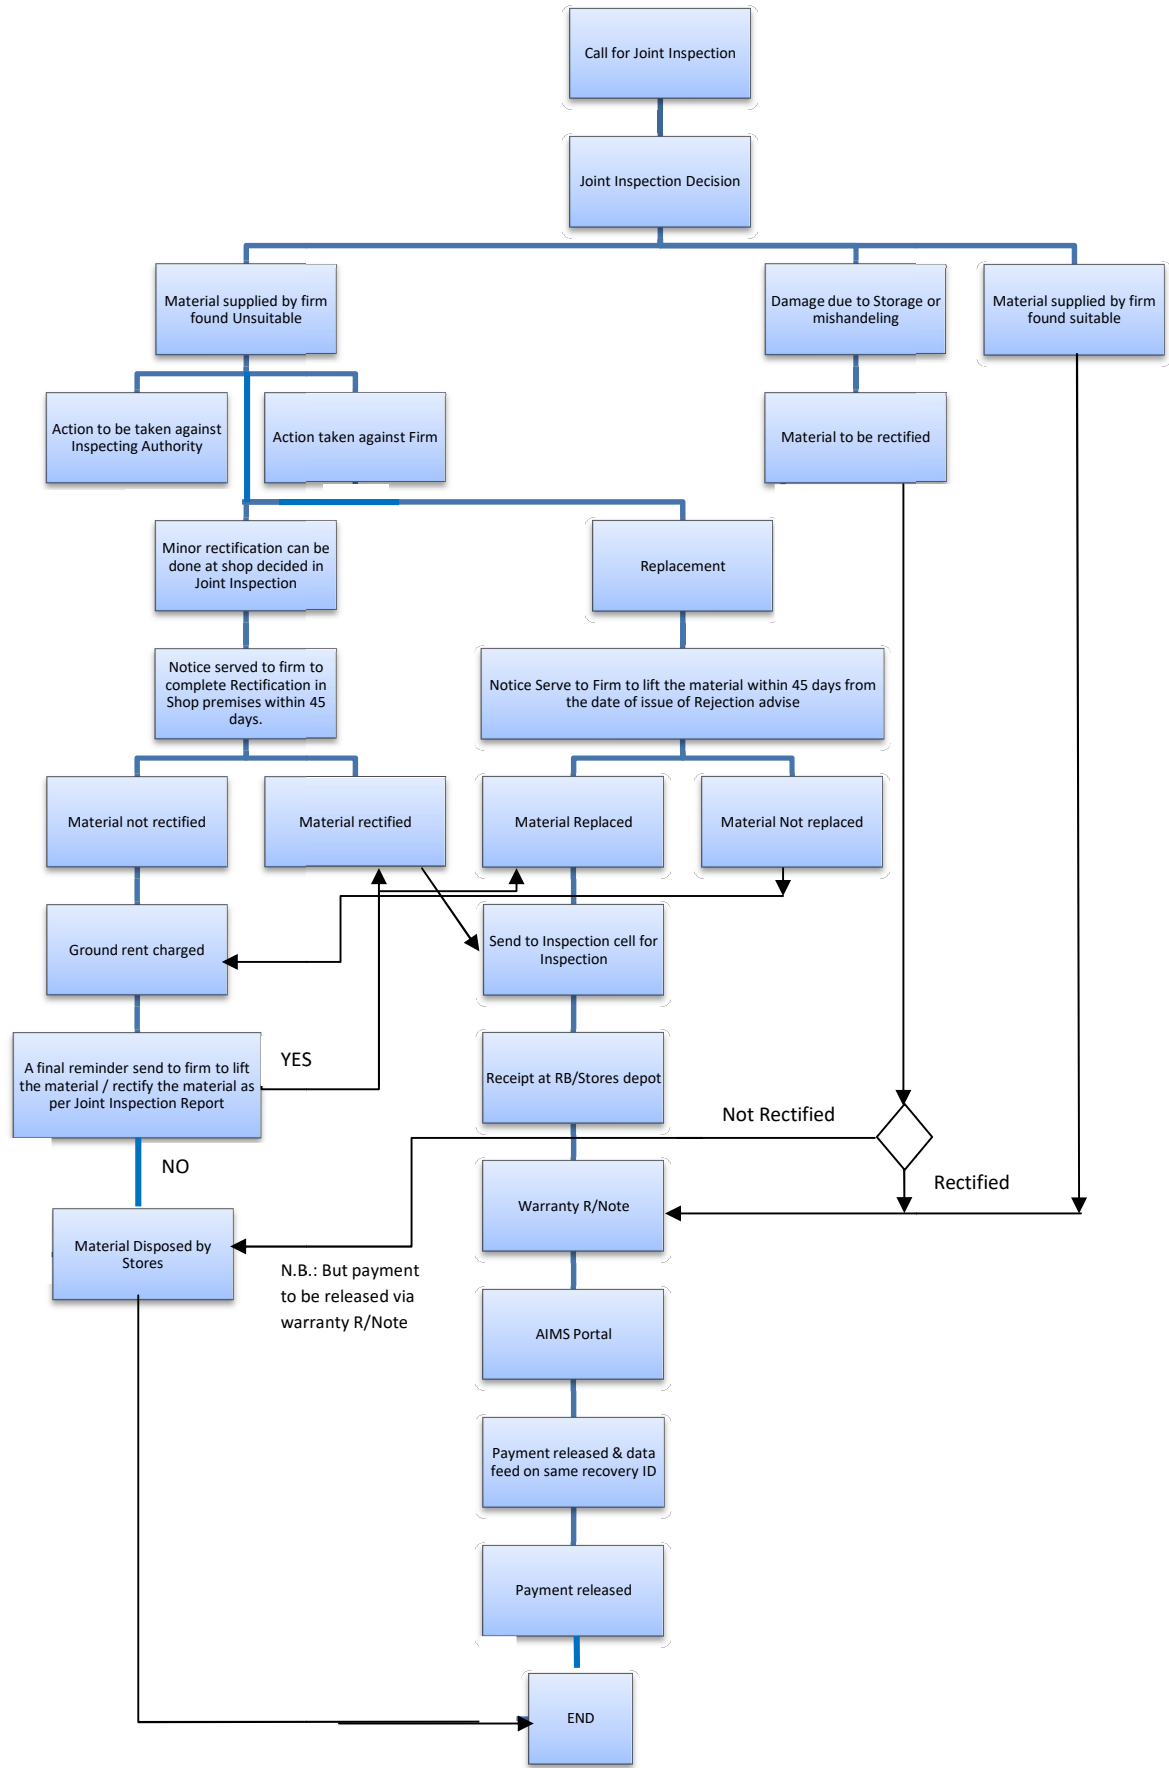 Call for Joint Inspection
Joint Inspection Decision
Material supplied by firm
found Unsuitable
Damage due to Storage or
mishandeling
Material supplied by firm
found suitable
Action to be taken against
Inspecting Authority
Action taken against Firm
Material to be rectified
Minor rectification can be
done at shop decided in
Joint Inspection
Replacement
Notice served to firm to
complete Rectification in
Shop premises within 45
days.
Notice Serve to Firm to lift the material within 45 days from
the date of issue of Rejection advise
Material not rectified
Material rectified
Material Replaced
Material Not replaced
Ground rent charged
Send to Inspection cell for
Inspection
A final reminder send to firm to lift
the material / rectify the material as
per Joint Inspection Report
YES
Receipt at RB/Stores depot
Not Rectified
NO
Rectified
Warranty R/Note
Material Disposed by
Stores
N.B.: But payment
to be released via
warranty R/Note
AIMS Portal
Payment released & data
feed on same recovery ID
Payment released
END